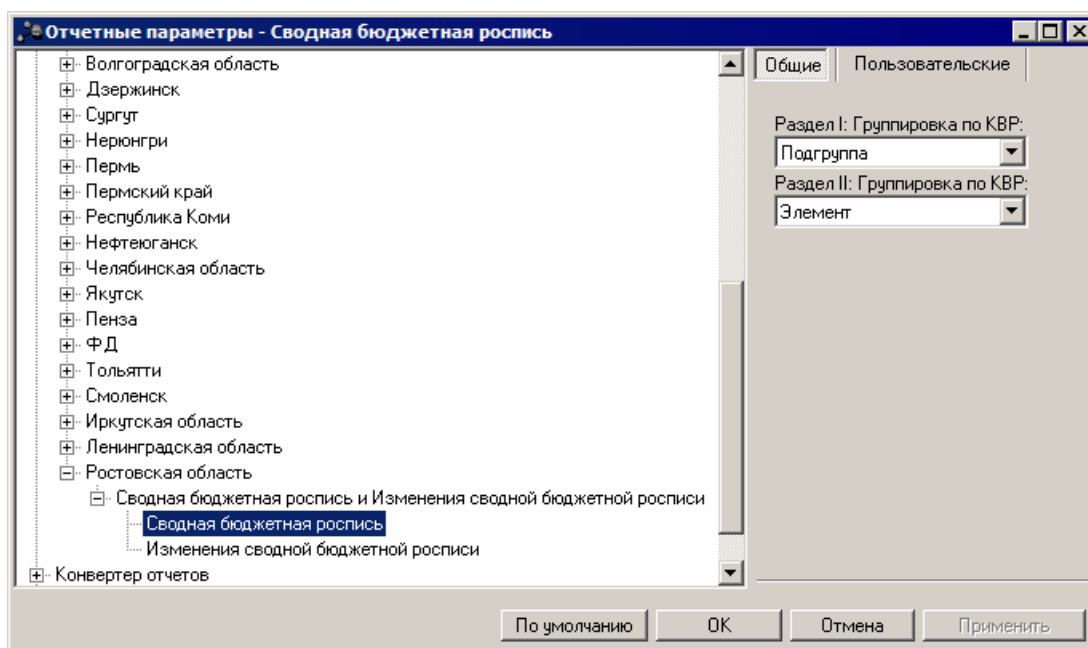 Отчетные параметры - Сводная бюджетная роспись
Волгоградская область
Дзержинск
Сургут
Нерюнгри
Пермь
Пермский край
Республика Коми
Нефтеюганск
Челябинская область
Якутск
Пенза
ФД
Тольятти
Смоленск
Иркутская область
Ленинградская область
Ростовская область
Сводная бюджетная роспись и Изменения сводной бюджетной росписи
Сводная бюджетная роспись
Изменения сводной бюджетной росписи
Конвертер отчетов
Общие
Пользовательские
Раздел I: Группировка по КВР:
Подгруппа
Раздел II: Группировка по КВР:
Элемент
По умолчанию
OK
Отмена
Применить